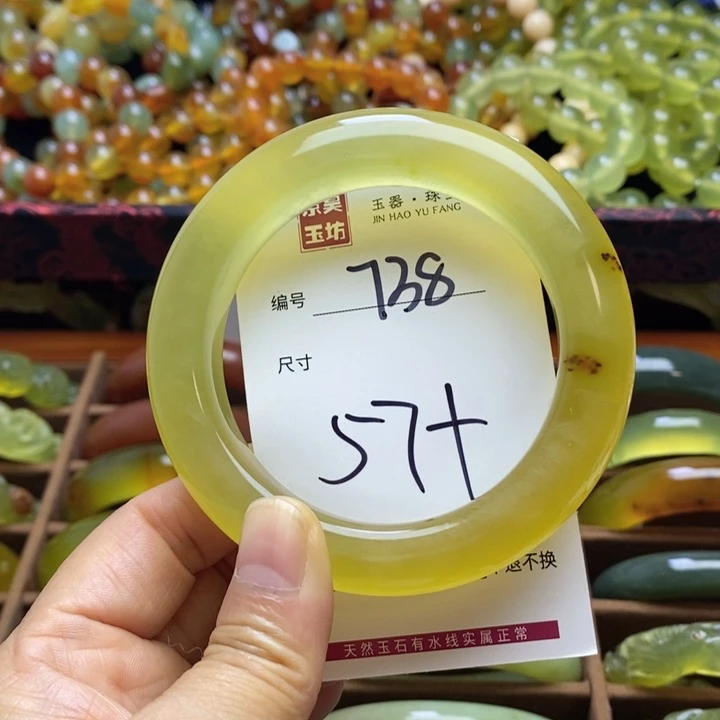 玉坊
玉器·珠
JIN HAO YU FANG
编号 738
尺寸
57+
退不换
天然玉石有水线实属正常